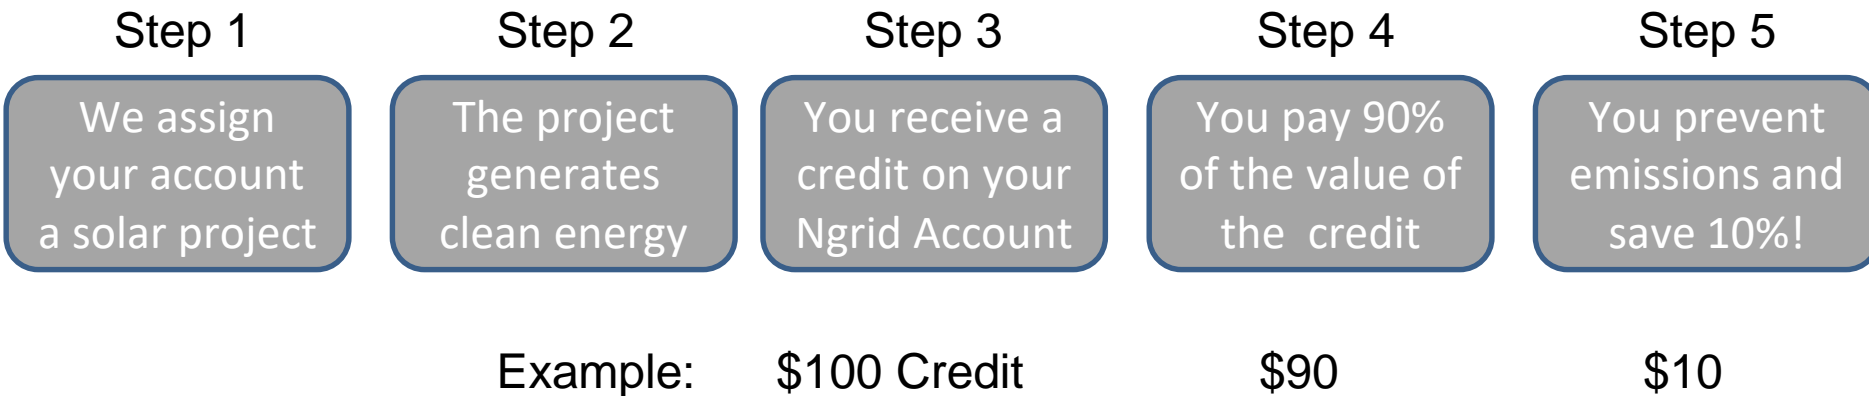 Step 1
We assign
your account
a solar project
Step 2
The project
generates
clean energy
Step 3
You receive a
credit on your
Ngrid Account
Step 4
You pay 90%
of the value of
the credit
Step 5
You prevent
emissions and
save 10%!
Example: $100 Credit $90 $10